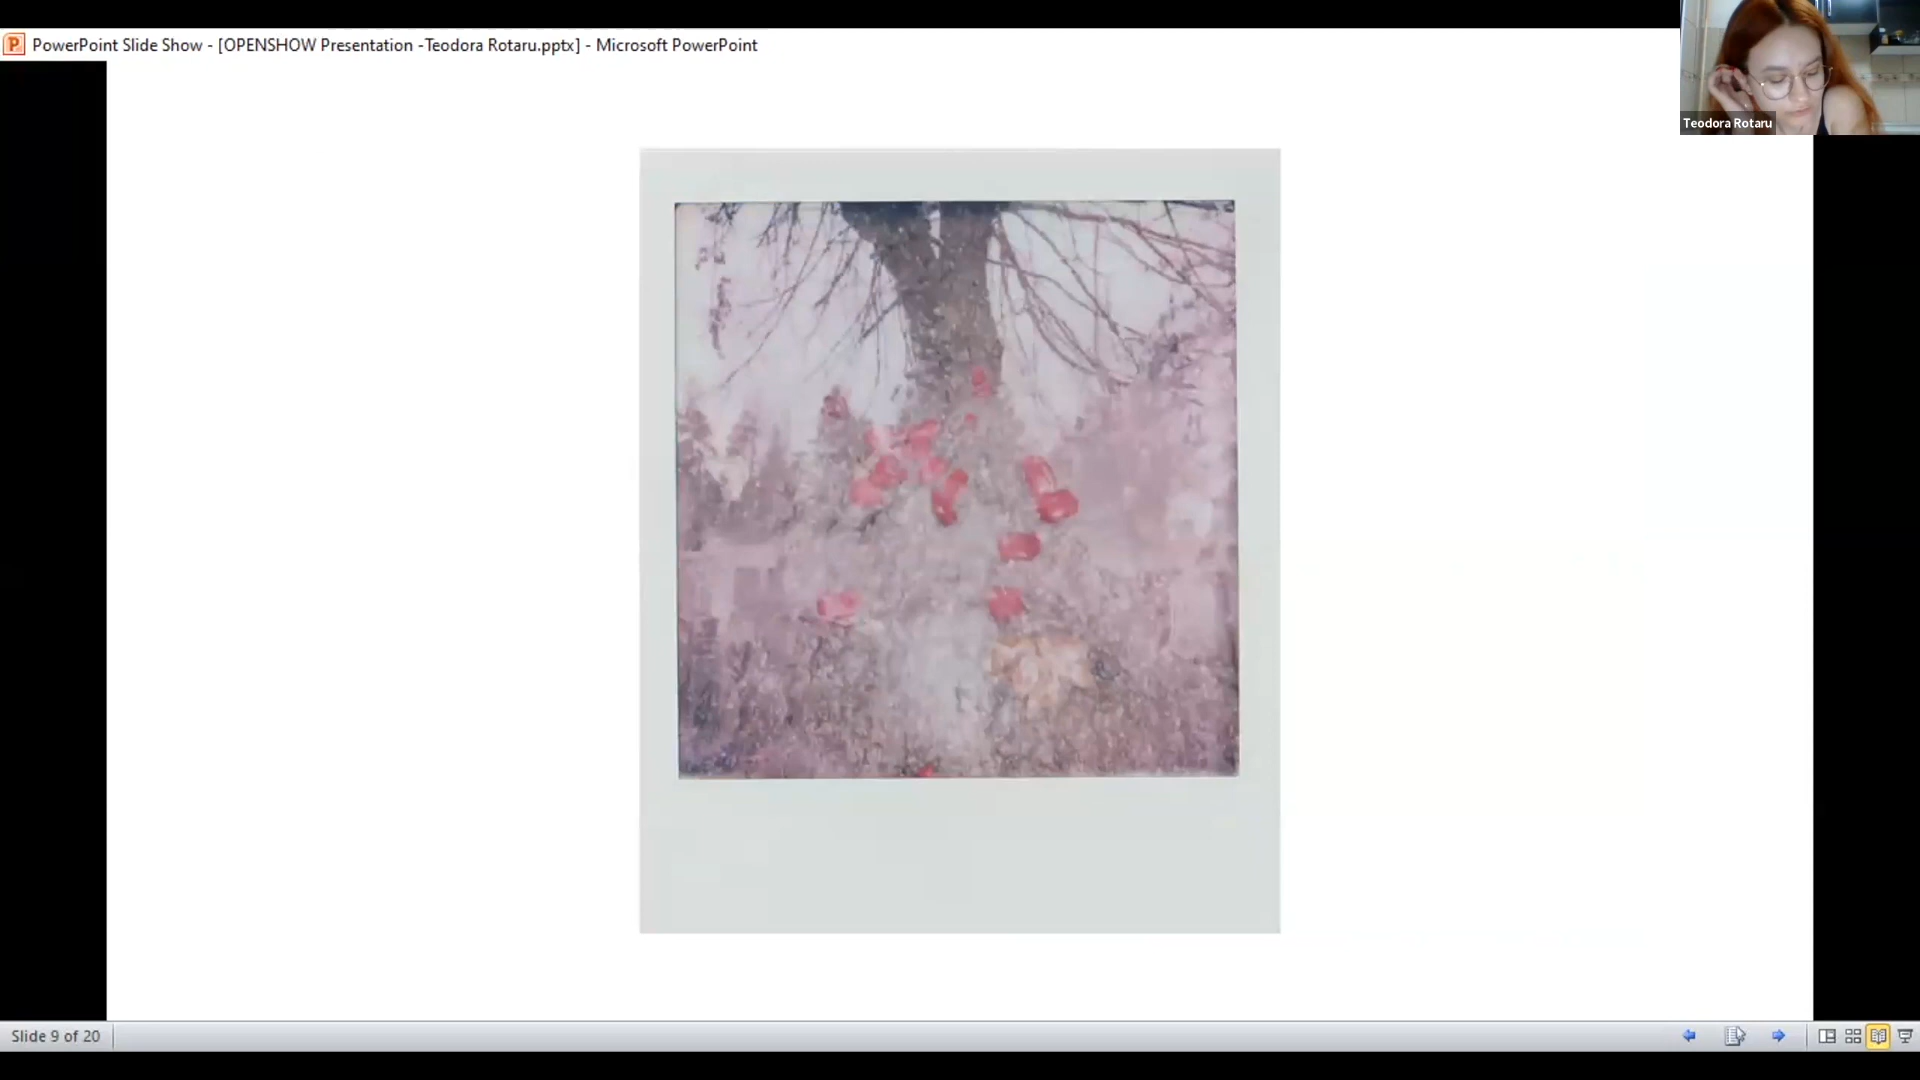 PowerPoint Slide Show - [OPENSHOW Presentation -Teodora Rotaru.pptx] - Microsoft PowerPoint
Teodora Rotaru
Slide 9 of 20